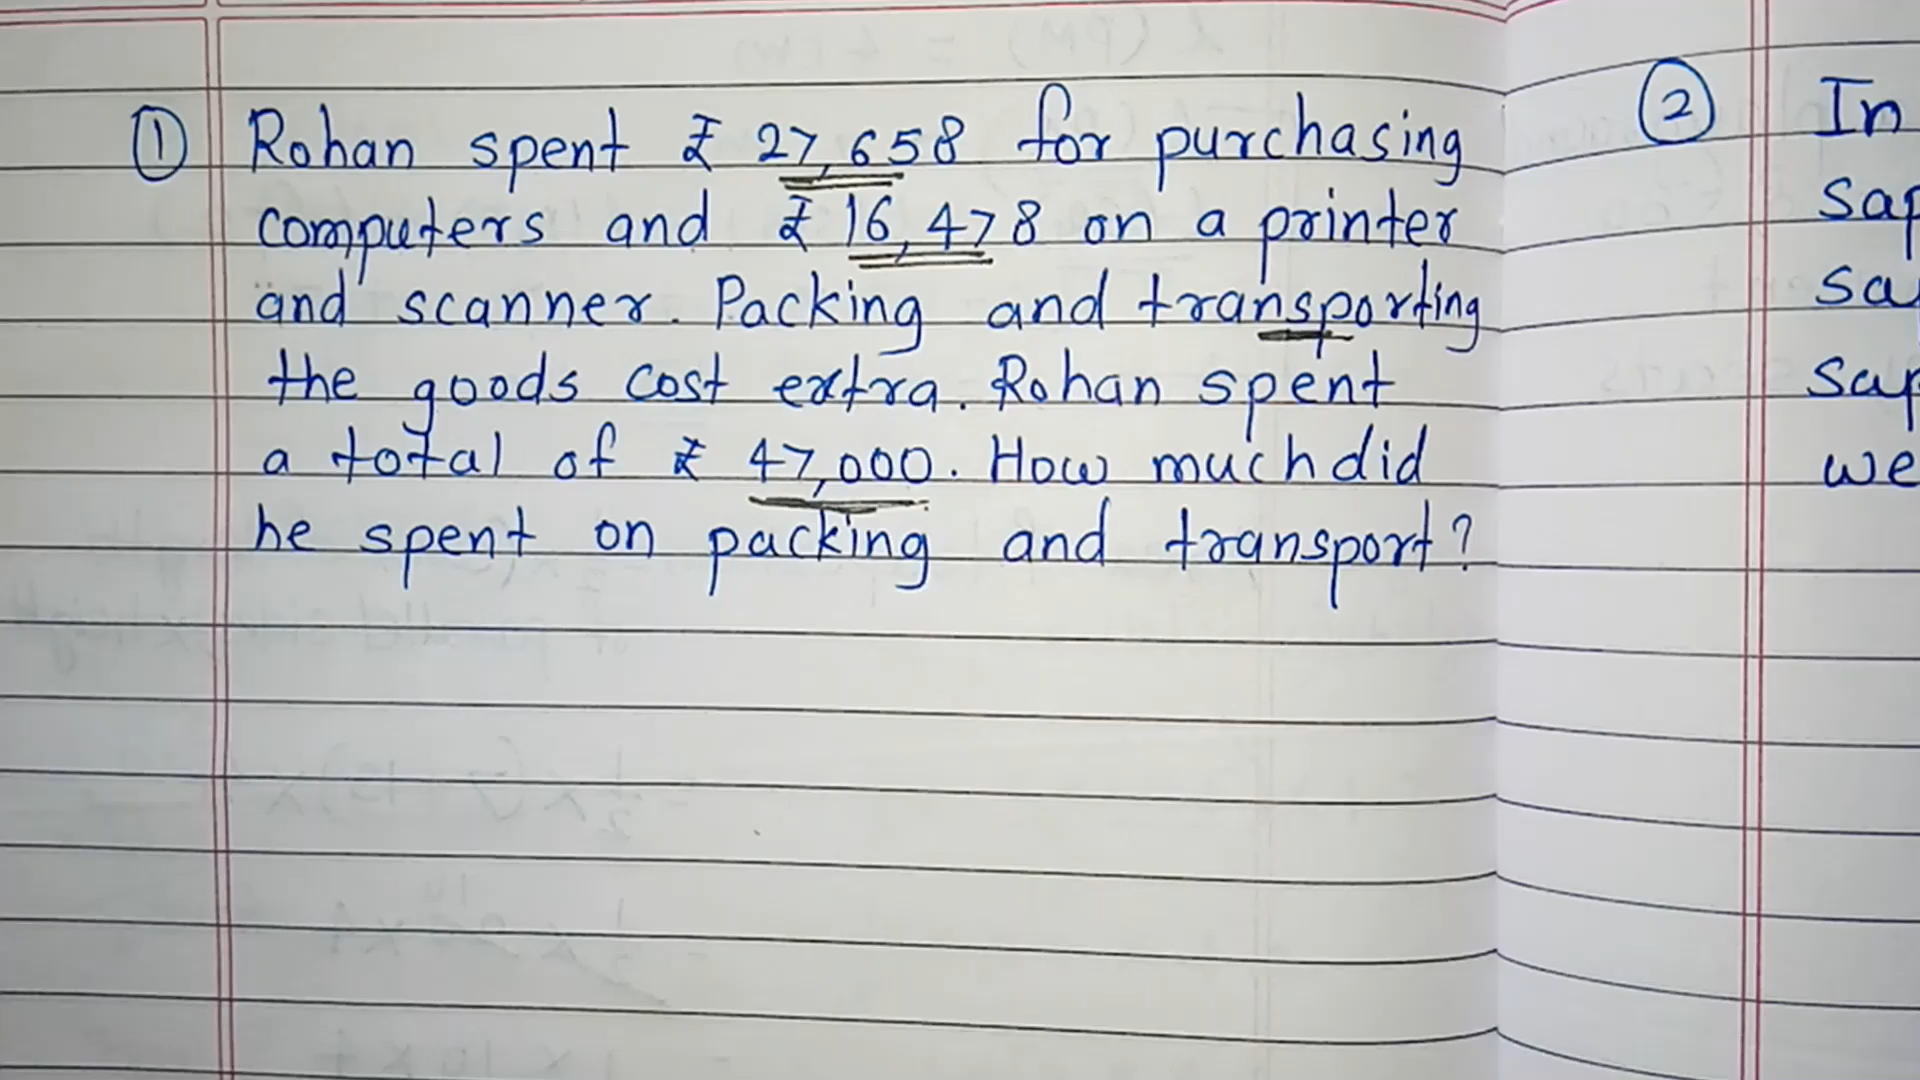 ① Rohan spent ₹ 27,658 for purchasing
computers and ₹ 16,478 on a printer
and scanner. Packing and transporting
the goods cost extra. Rohan spent
a total of ₹ 47,000. How much did
he spent on packing and transport?
② In
we